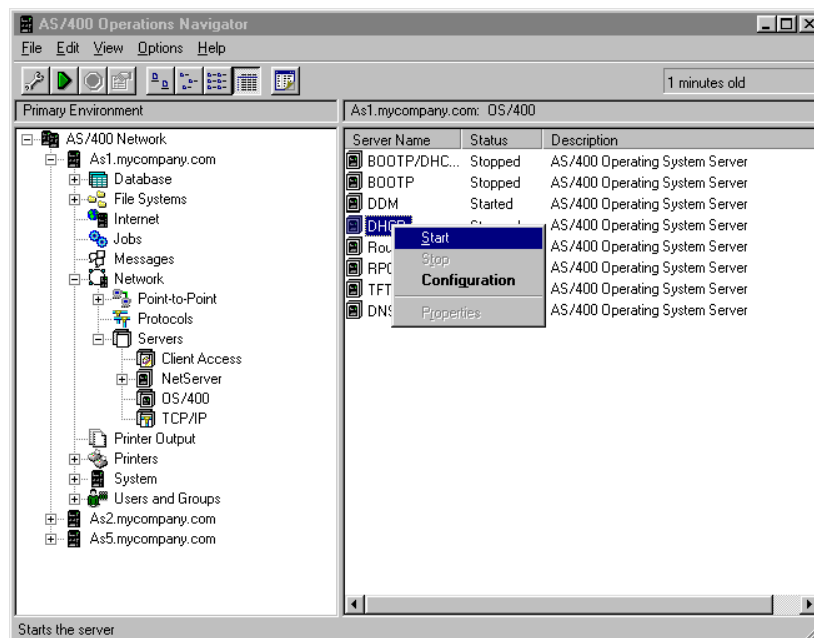 AS/400 Operations Navigator
File Edit View Options Help
1 minutes old
Primary Environment
As1.mycompany.com: OS/400
AS/400 Network
As1.mycompany.com
Database
File Systems
Internet
Jobs
Messages
Network
Point-to-Point
Protocols
Servers
Client Access
NetServer
OS/400
TCP/IP
Printer Output
Printers
System
Users and Groups
As2.mycompany.com
As5.mycompany.com
Server Name Status Description
BOOTP/DHC... Stopped AS/400 Operating System Server
BOOTP Stopped AS/400 Operating System Server
DDM Started AS/400 Operating System Server
DHCP AS/400 Operating System Server
Rou AS/400 Operating System Server
RPC AS/400 Operating System Server
TFT AS/400 Operating System Server
DNS AS/400 Operating System Server
Start
Stop
Configuration
Properties
Starts the server